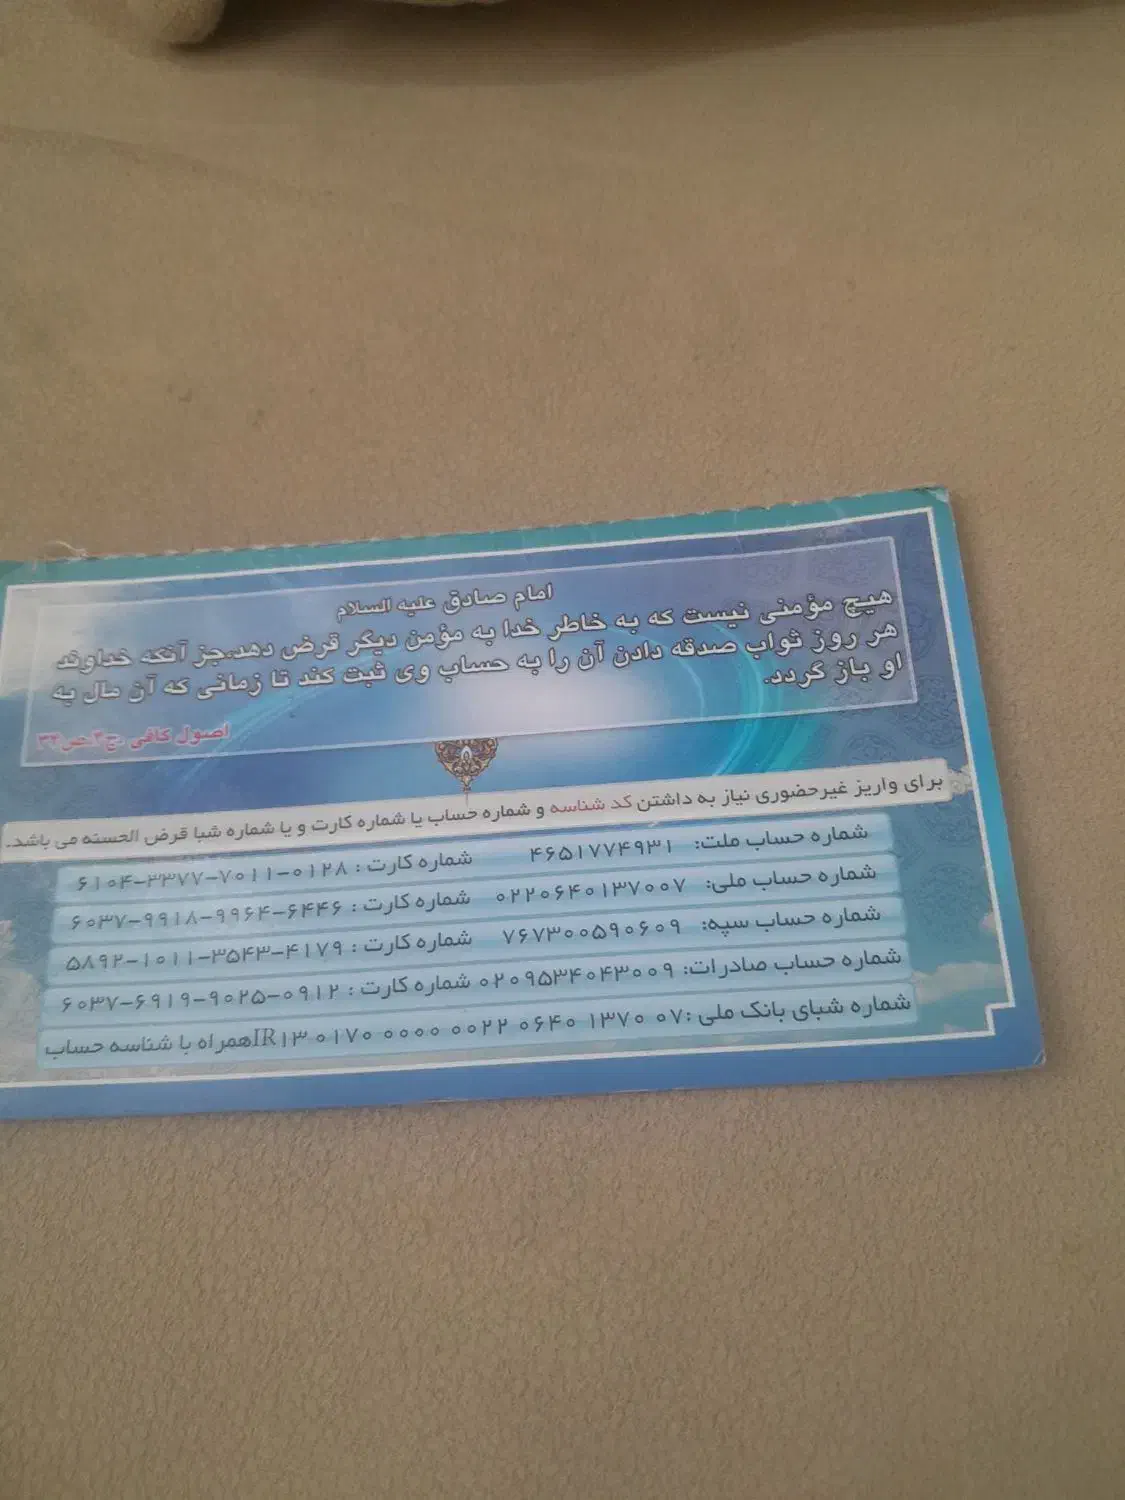 امام صادق علیه السلام
هیچ مؤمنی نیست که به خاطر خدا به مؤمن دیگر قرض دهد.جز آنکه خداوند
هر روز ثواب صدقه دادن آن را به حساب وی ثبت کند تا زمانی که آن مال به
او باز گردد.
اصول کافی .ج۴.ص۳۴
برای واریز غیرحضوری نیاز به داشتن کد شناسه و شماره حساب یا شماره کارت و یا شماره شبا قرض الحسنه می باشد.
شماره حساب ملت: ۴۶۵۱۷۷۴۹۳۱ شماره کارت : ۶۱۰۴-۳۳۷۷-۷۰۱۱-۰۱۲۸
شماره حساب ملی: ۰۲۲۰۶۴۰۱۳۷۰۰۷ شماره کارت : ۶۰۳۷-۹۹۱۸-۹۹۶۴-۶۴۴۶
شماره حساب سپه: ۷۶۷۳۰۰۵۹۰۶۰۹ شماره کارت : ۵۸۹۲-۱۰۱۱-۳۵۴۳-۴۱۷۹
شماره حساب صادرات: ۰۲۰۹۵۳۴۰۴۳۰۰۹ شماره کارت : ۶۰۳۷-۶۹۱۹-۹۰۲۵-۰۹۱۲
شماره شبای بانک ملی :IR۱۳ ۰۱۷۰ ۰۰۰۰ ۰۰۲۲ ۰۶۴۰ ۱۳۷۰ ۰۷همراه با شناسه حساب